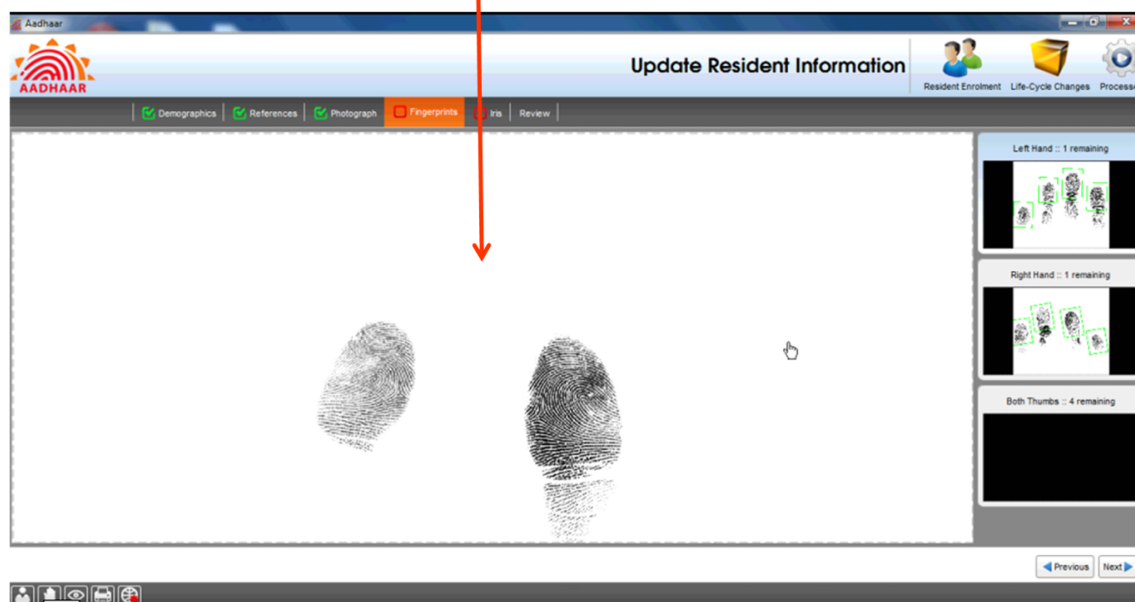 Aadhaar
AADHAAR
Update Resident Information
Resident Enrolment Life-Cycle Changes
Demographics References Photograph Fingerprints Iris Review
Left Hand :: 1 remaining
Right Hand :: 1 remaining
Both Thumbs :: 4 remaining
Previous Next